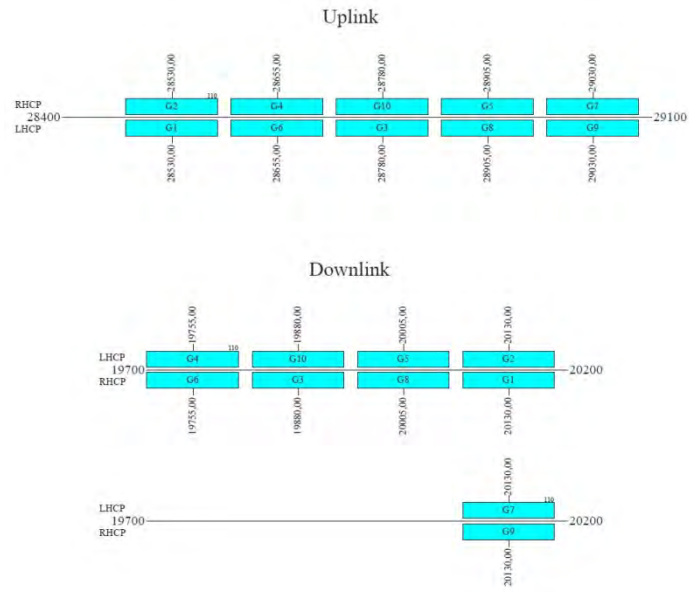 Uplink
28530,00 28655,00 28780,00 28905,00 29030,00
110
RHCP G2 G4 G10 G5 G7
28400 29100
LHCP G1 G6 G3 G8 G9
28530,00 28655,00 28780,00 28905,00 29030,00
Downlink
19755,00 19880,00 20005,00 20130,00
110
LHCP G4 G10 G5 G2
19700 20200
RHCP G6 G3 G8 G1
19755,00 19880,00 20005,00 20130,00
20130,00
110
LHCP G7
19700 20200
RHCP G9
20130,00